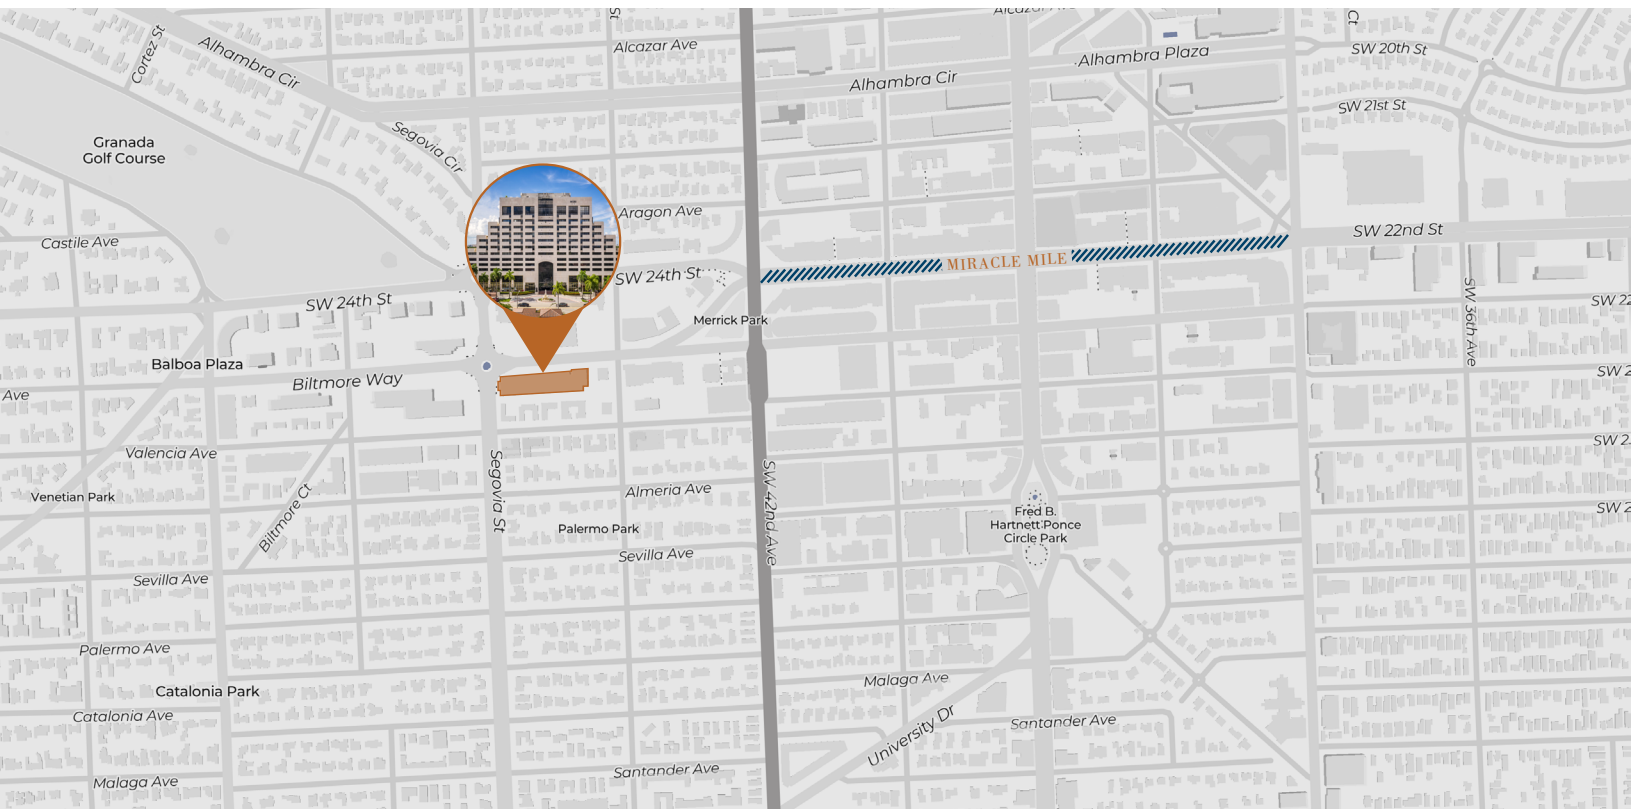 St
Alcazar Ave
Ct
Cortez St
Alhambra Cir
Alcazar Ave
Alhambra Plaza
SW 20th St
Alhambra Cir
SW 21st St
Segovia Cir
Granada
Golf Course
Aragon Ave
Castile Ave
SW 22nd St
MIRACLE MILE
SW 24th St
SW 24th St
SW 36th Ave
Merrick Park
Balboa Plaza
Biltmore Way
Ave
Valencia Ave
Segovia St
SW 42nd Ave
Venetian Park
Biltmore Ct
Almeria Ave
Palermo Park
Fred B.
Hartnett Ponce
Circle Park
Sevilla Ave
Sevilla Ave
Palermo Ave
Malaga Ave
Catalonia Park
Catalonia Ave
University Dr
Santander Ave
Santander Ave
Malaga Ave